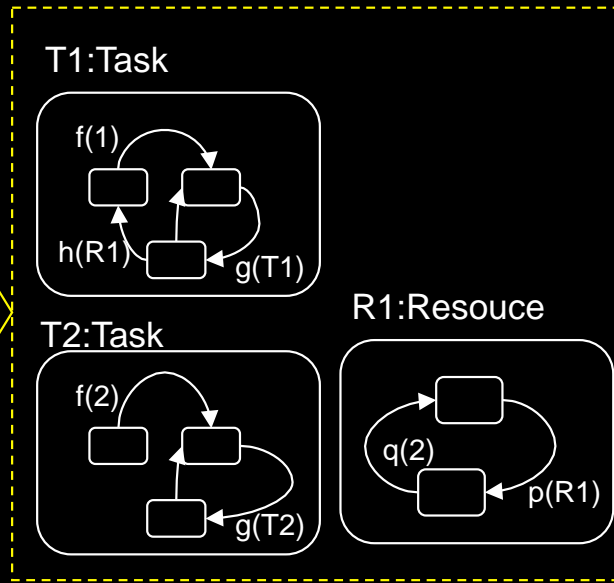 T1:Task
f(1)
h(R1)
g(T1)
T2:Task
f(2)
g(T2)
R1:Resouce
q(2)
p(R1)